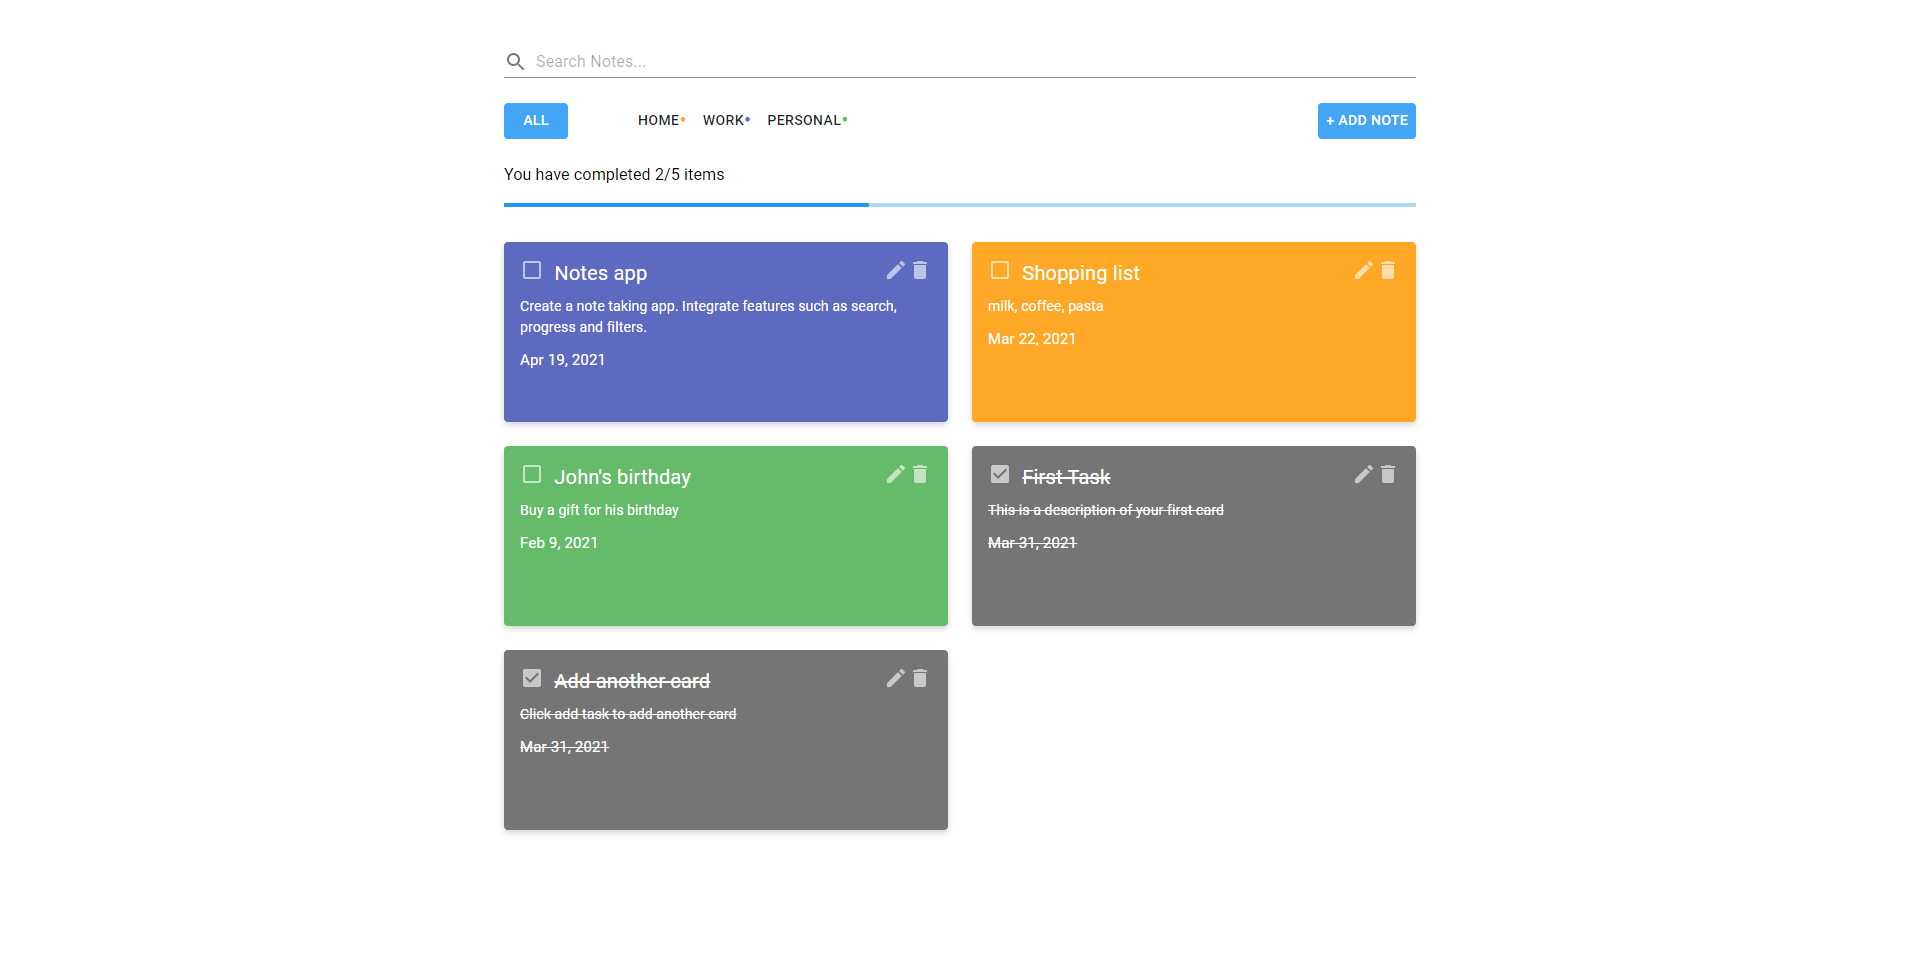 Search Notes...
ALL HOME WORK PERSONAL + ADD NOTE
You have completed 2/5 items
Notes app
Create a note taking app. Integrate features such as search,
progress and filters.
Apr 19, 2021
Shopping list
milk, coffee, pasta
Mar 22, 2021
John's birthday
Buy a gift for his birthday
Feb 9, 2021
First Task
This is a description of your first card
Mar 31, 2021
Add another card
Click add task to add another card
Mar 31, 2021